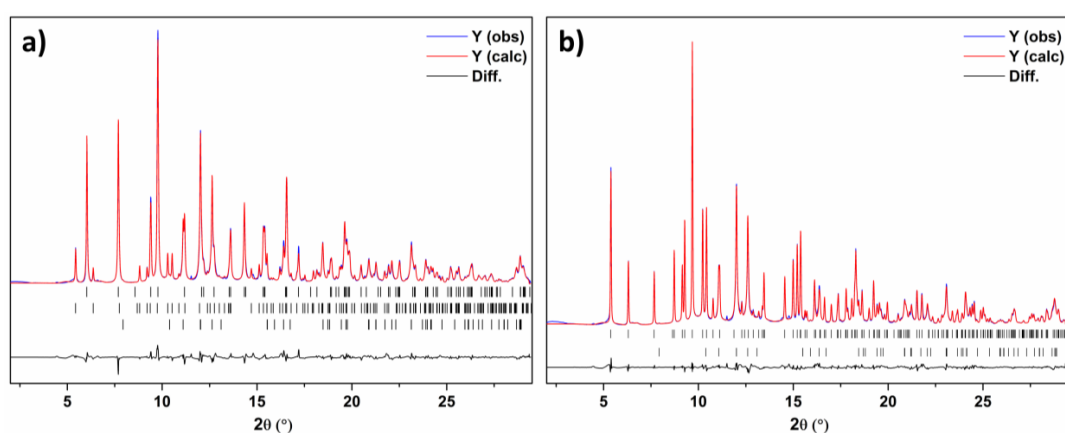 a)
Y (obs)
Y (calc)
Diff.
5 10 15 20 25
2θ (°)
b)
Y (obs)
Y (calc)
Diff.
5 10 15 20 25
2θ (°)